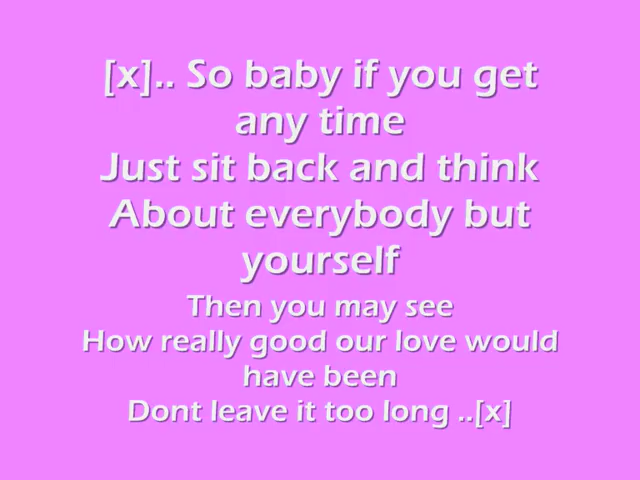 [x].. So baby if you get
any time
Just sit back and think
About everybody but
yourself
Then you may see
How really good our love would
have been
Dont leave it too long ..[x]